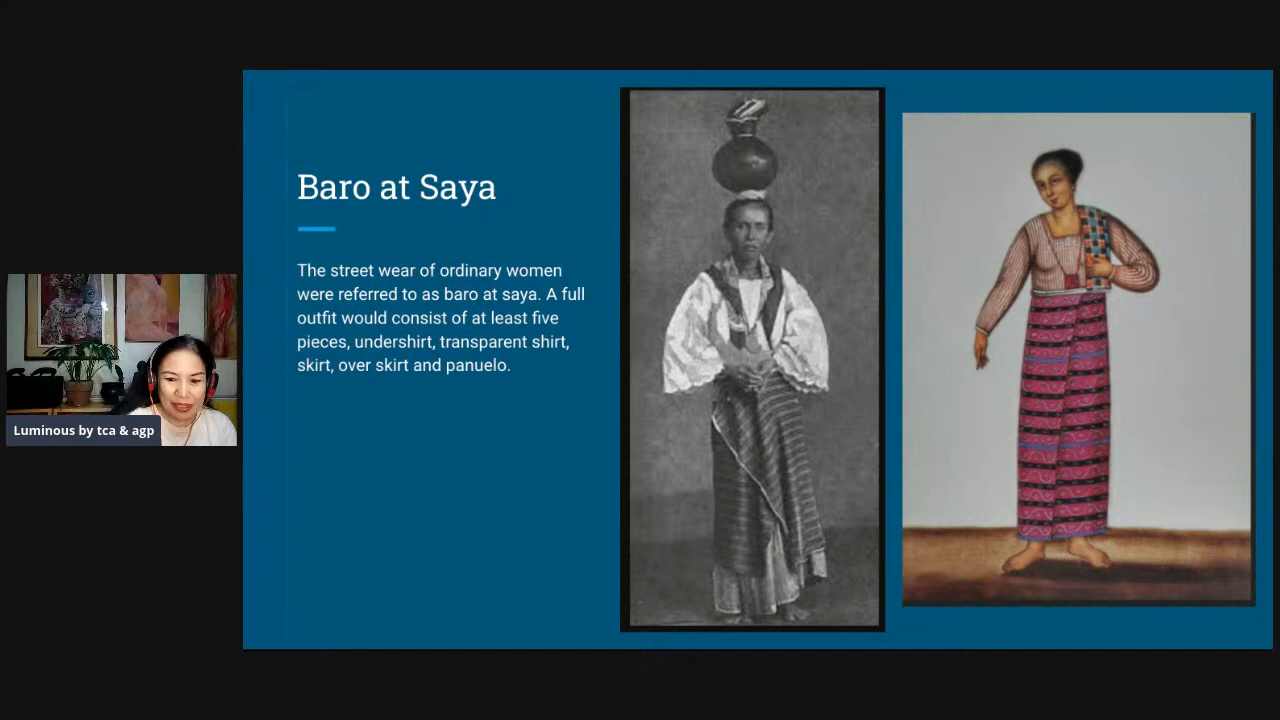 Baro at Saya
The street wear of ordinary women
were referred to as baro at saya. A full
outfit would consist of at least five
pieces, undershirt, transparent shirt,
skirt, over skirt and panuelo.
Luminous by tca & agp